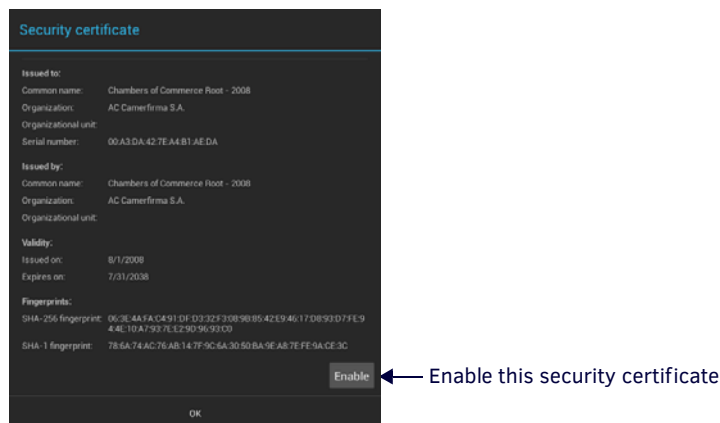 Security certificate
Issued to:
Common name: Chambers of Commerce Root - 2008
Organization: AC Camerfirma S.A.
Organizational unit:
Serial number: 00:A3:DA:42:7E:A4:B1:AE:DA
Issued by:
Common name: Chambers of Commerce Root - 2008
Organization: AC Camerfirma S.A.
Organizational unit:
Validity:
Issued on: 8/1/2008
Expires on: 7/31/2038
Fingerprints:
SHA-256 fingerprint: 06:3E:4A:FA:C4:91:DF:D3:32:F3:08:9B:85:42:E9:46:17:D8:93:D7:FE:9
4:4E:10:A7:93:7E:E2:9D:96:93:C0
SHA-1 fingerprint: 78:6A:74:AC:76:AB:14:7F:9C:6A:30:50:BA:9E:A8:7E:FE:9A:CE:3C
Enable
Enable this security certificate
OK